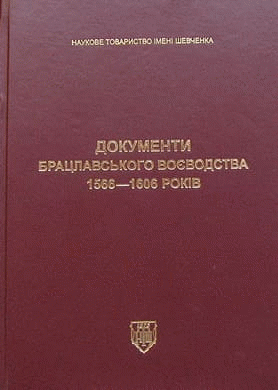 НАУКОВЕ ТОВАРИСТВО ІМЕНІ ШЕВЧЕНКА
ДОКУМЕНТИ
БРАЦЛАВСЬКОГО ВОЄВОДСТВА
1566—1606 РОКІВ